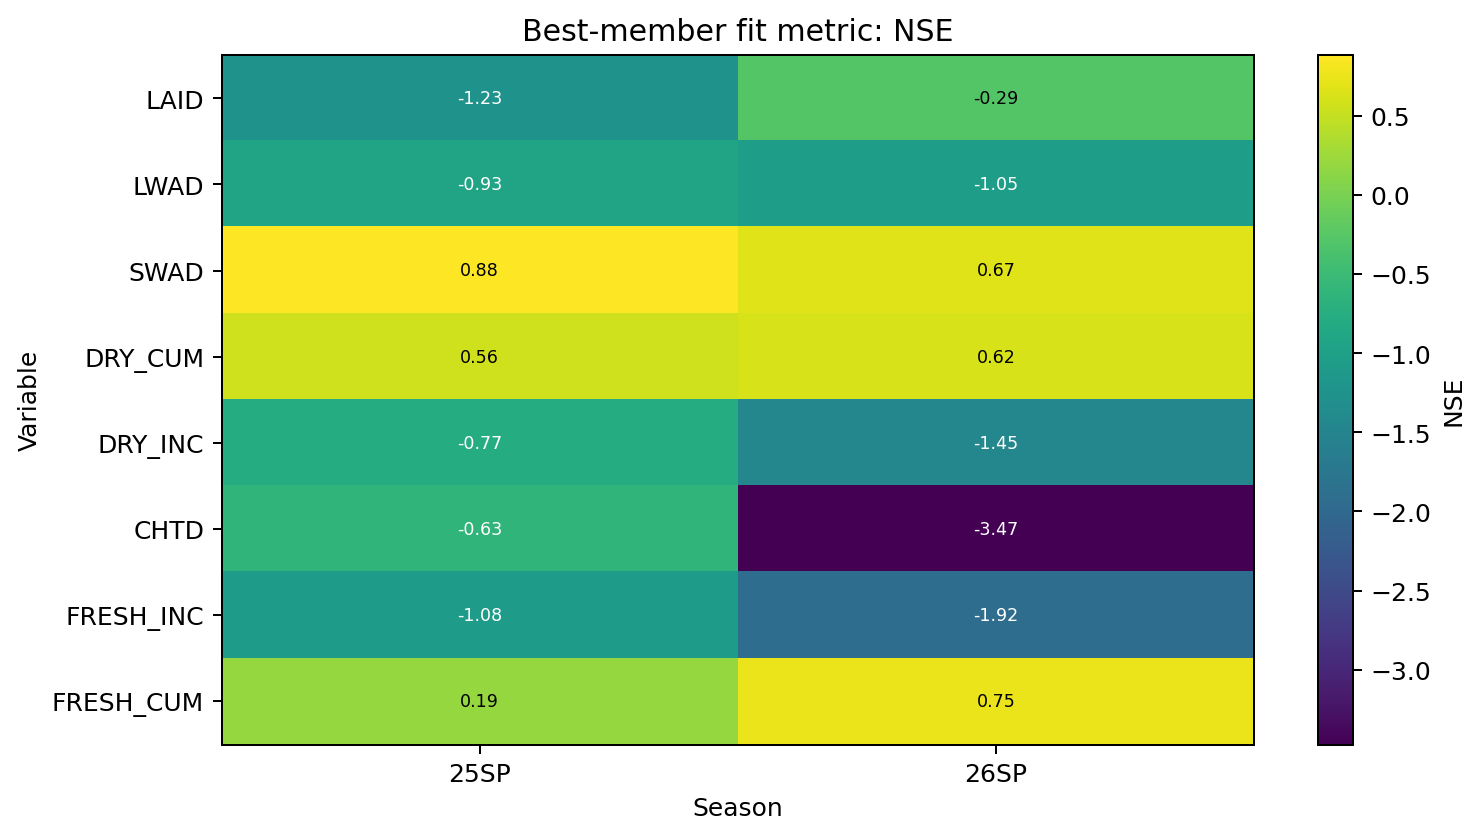 Best-member fit metric: NSE
Variable
LAID -1.23 -0.29
LWAD -0.93 -1.05
SWAD 0.88 0.67
DRY_CUM 0.56 0.62
DRY_INC -0.77 -1.45
CHTD -0.63 -3.47
FRESH_INC -1.08 -1.92
FRESH_CUM 0.19 0.75
25SP 26SP
Season
0.5
0.0
−0.5
−1.0
−1.5
−2.0
−2.5
−3.0
NSE